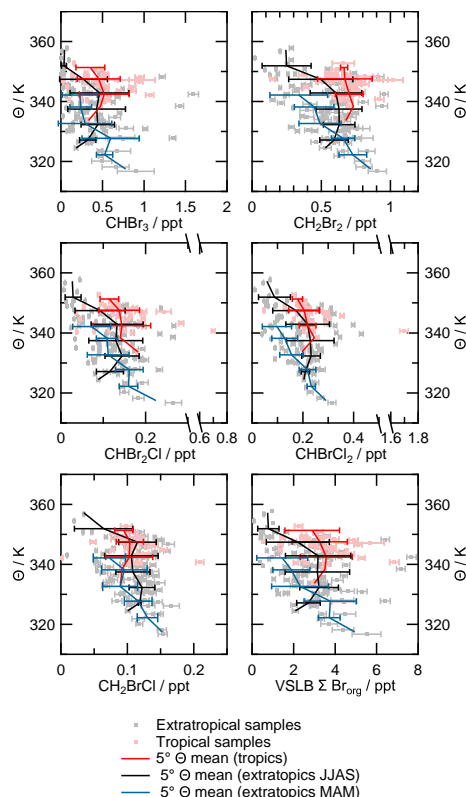 360
340
320
Θ / K
0
0.5
1
1.5
2
CHBr3 / ppt
0
0.5
1
CH2Br2 / ppt
360
340
320
Θ / K
360
340
320
Θ / K
0
0.2
0.6
0.8
CHBr2Cl / ppt
0
0.2
1.6
1.8
CHBrCl2 / ppt
360
340
320
Θ / K
360
340
320
Θ / K
0
0.1
0.2
CH2BrCl / ppt
0
2
4
6
8
VSLB Σ Brorg / ppt
360
340
320
Θ / K
Extratropical samples
Tropical samples
5° Θ mean (tropics)
5° Θ mean (extratopics JJAS)
5° Θ mean (extratopics MAM)